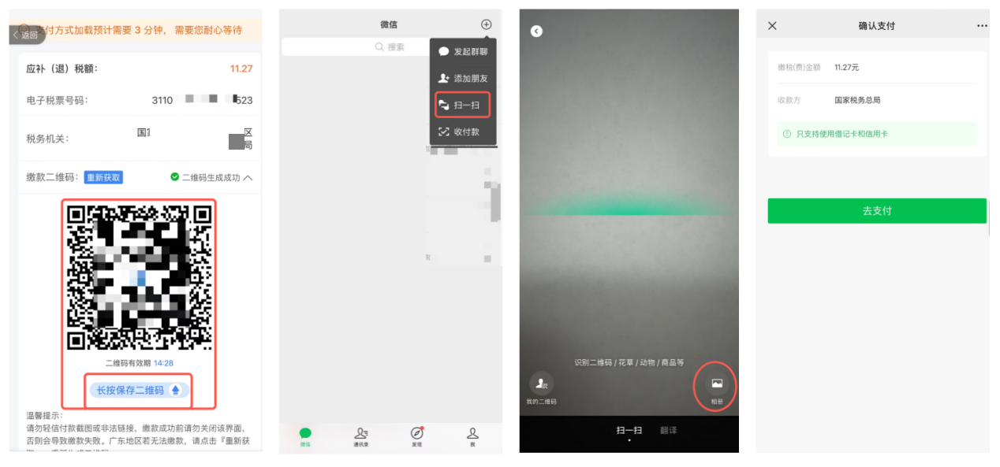 支付方式加载预计需要 3 分钟，需要您耐心等待
返回
应补（退）税额：
11.27
电子税票号码：
3110
523
税务机关：
国
区
局
缴款二维码：
重新获取
二维码生成成功
二维码有效期 14:28
长按保存二维码
温馨提示：
请勿轻信付款截图或非法链接，缴款成功前请勿关闭该界面，
否则会导致缴款失败。广东地区若无法缴款，请点击『重新获
微信
搜索
发起群聊
添加朋友
扫一扫
收付款
微信
通讯录
发现
我
识别二维码 / 花草 / 动物 / 商品等
我的二维码
相册
扫一扫
翻译
确认支付
缴税(费)金额
11.27元
收款方
国家税务总局
只支持使用借记卡和信用卡
去支付